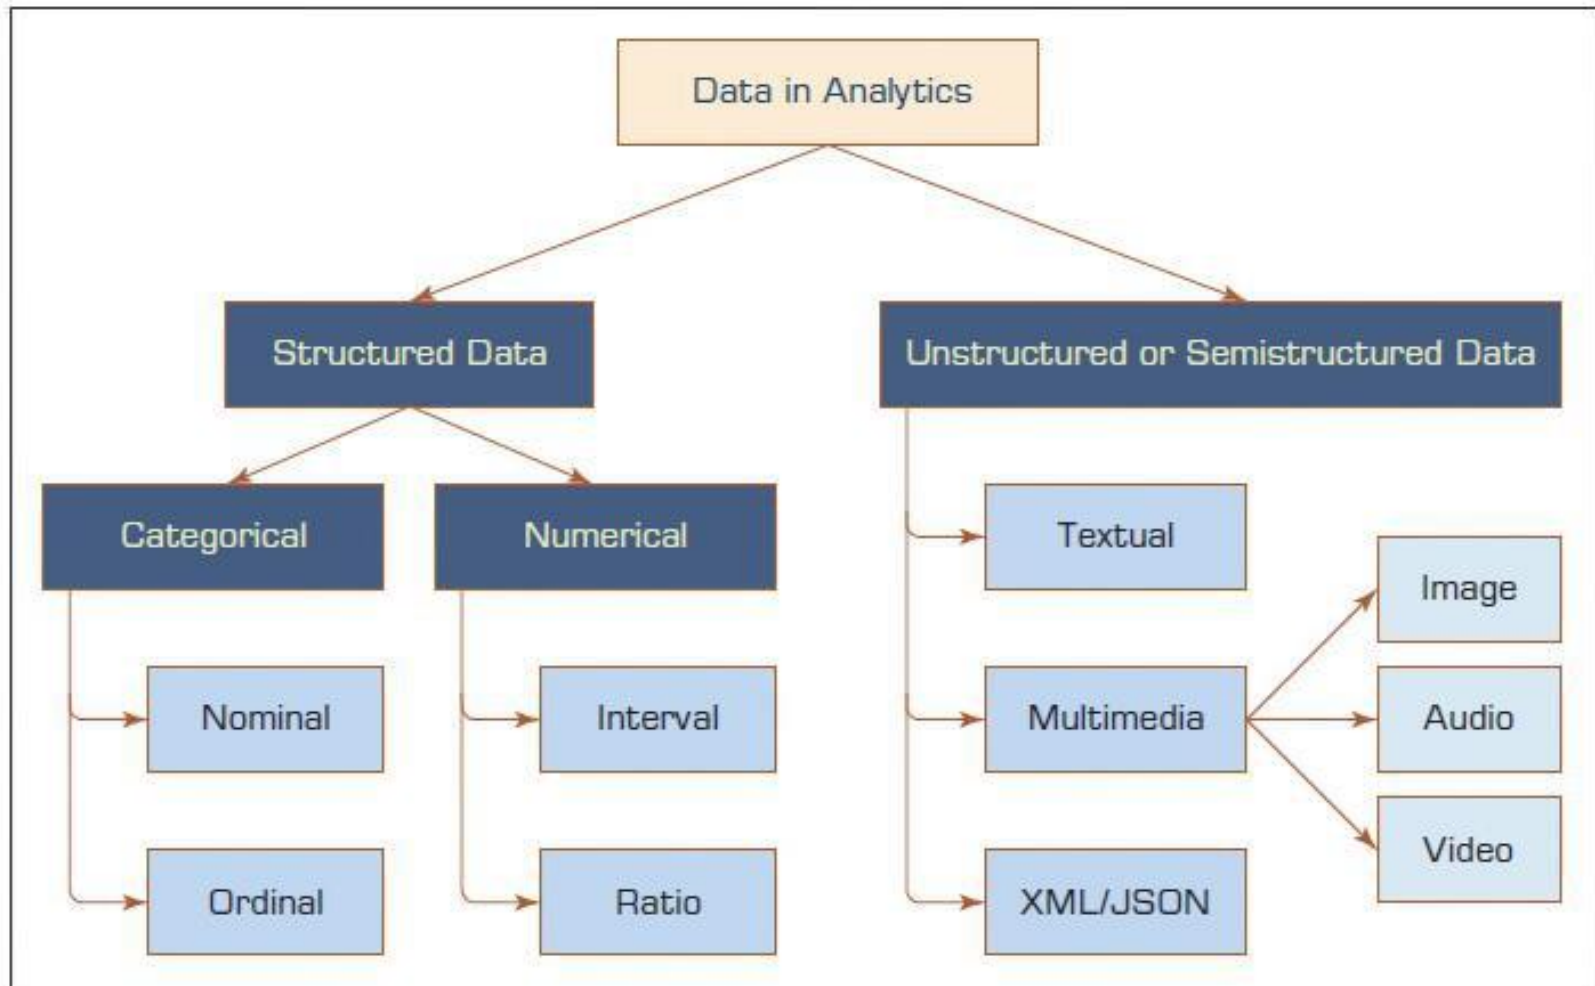 Data in Analytics
Structured Data
Unstructured or Semistructured Data
Categorical
Numerical
Textual
Image
Nominal
Interval
Multimedia
Audio
Video
Ordinal
Ratio
XML/JSON